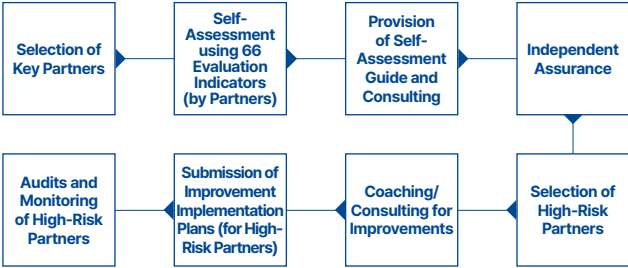 Selection of
Key Partners
Self-
Assessment
using 66
Evaluation
Indicators
(by Partners)
Provision
of Self-
Assessment
Guide and
Consulting
Independent
Assurance
Selection of
High-Risk
Partners
Coaching/
Consulting for
Improvements
Submission of
Improvement
Implementation
Plans (for High-
Risk Partners)
Audits and
Monitoring
of High-Risk
Partners